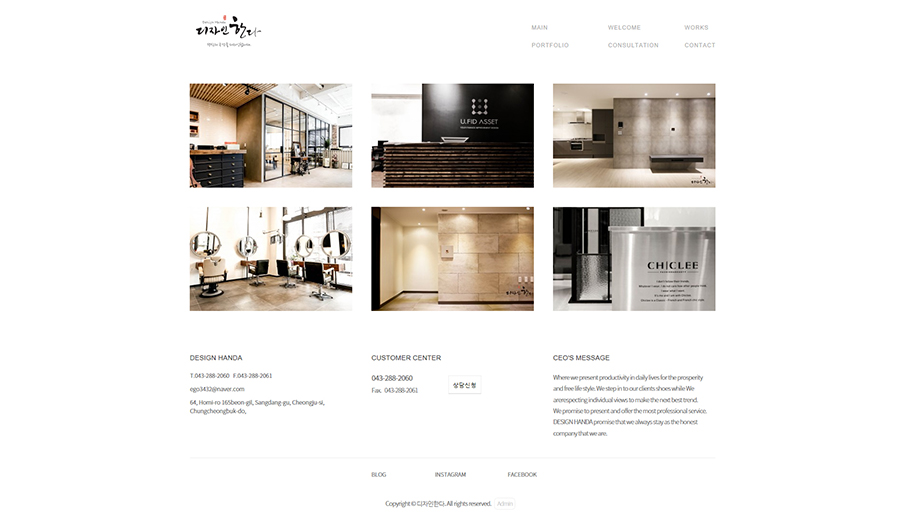 디자인한다
MAIN
WELCOME
WORKS
PORTFOLIO
CONSULTATION
CONTACT
U.FID ASSET
CHICLEE
DESIGN HANDA
T.043-288-2060 F.043-288-2061
ego3432@naver.com
64, Homi-ro 165beon-gil, Sangdang-gu, Cheongju-si,
Chungcheongbuk-do,
CUSTOMER CENTER
043-288-2060
Fax. 043-288-2061
상담신청
CEO'S MESSAGE
Where we present productivity in daily lives for the prosperity
and free life style. We step in to our clients shoes while We
arerespecting individual views to make the next best trend.
We promise to present and offer the most professional service.
DESIGN HANDA promise that we always stay as the honest
company that we are.
BLOG
INSTAGRAM
FACEBOOK
Copyright © 디자인한다. All rights reserved. Admin